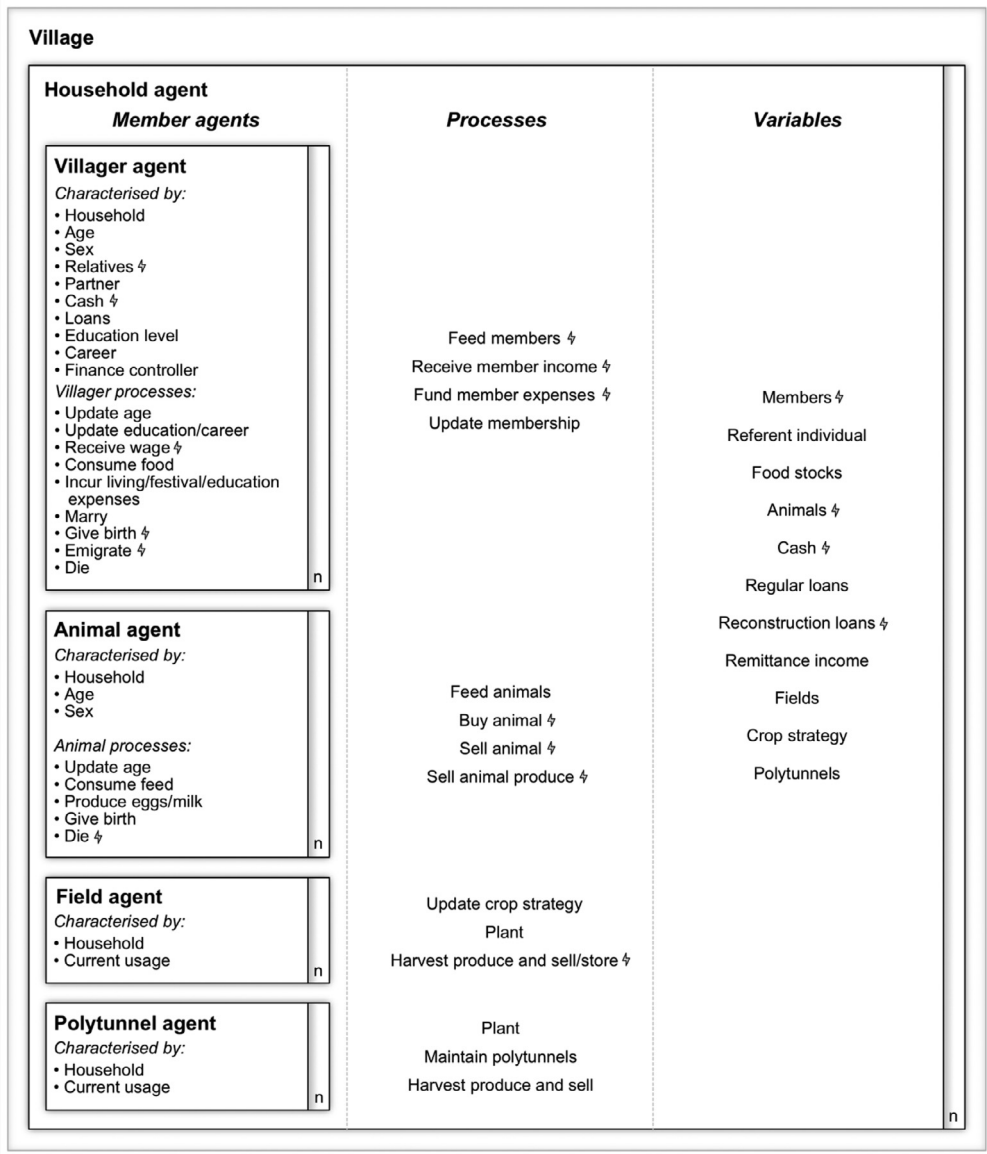 Village
Household agent
Member agents
Villager agent
Characterised by:
• Household
• Age
• Sex
• Relatives ⚡
• Partner
• Cash ⚡
• Loans
• Education level
• Career
• Finance controller
Villager processes:
• Update age
• Update education/career
• Receive wage ⚡
• Consume food
• Incur living/festival/education
expenses
• Marry
• Give birth ⚡
• Emigrate ⚡
• Die
n
Animal agent
Characterised by:
• Household
• Age
• Sex
Animal processes:
• Update age
• Consume feed
• Produce eggs/milk
• Give birth
• Die ⚡
n
Field agent
Characterised by:
• Household
• Current usage
n
Polytunnel agent
Characterised by:
• Household
• Current usage
n
Processes
Feed members ⚡
Receive member income ⚡
Fund member expenses ⚡
Update membership
Feed animals
Buy animal ⚡
Sell animal ⚡
Sell animal produce ⚡
Update crop strategy
Plant
Harvest produce and sell/store ⚡
Plant
Maintain polytunnels
Harvest produce and sell
Variables
Members ⚡
Referent individual
Food stocks
Animals ⚡
Cash ⚡
Regular loans
Reconstruction loans ⚡
Remittance income
Fields
Crop strategy
Polytunnels
n